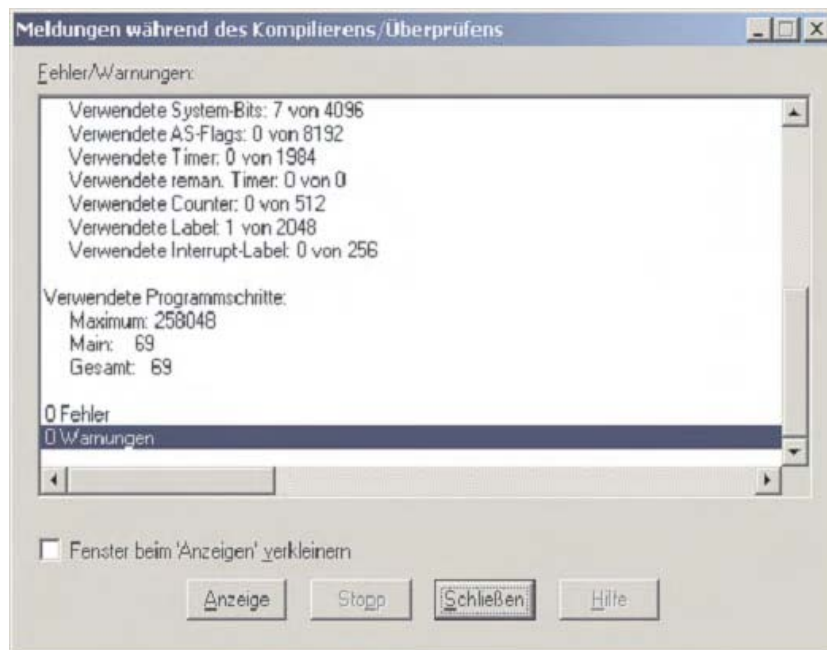 Meldungen während des Kompilierens/Überprüfens
Fehler/Warnungen:
Verwendete System-Bits: 7 von 4096
Verwendete AS-Flags: 0 von 8192
Verwendete Timer: 0 von 1984
Verwendete reman. Timer: 0 von 0
Verwendete Counter: 0 von 512
Verwendete Label: 1 von 2048
Verwendete Interrupt-Label: 0 von 256
Verwendete Programmschritte:
Maximum: 258048
Main: 69
Gesamt: 69
0 Fehler
0 Warnungen
Fenster beim 'Anzeigen' verkleinern
Anzeige Stopp Schließen Hilfe